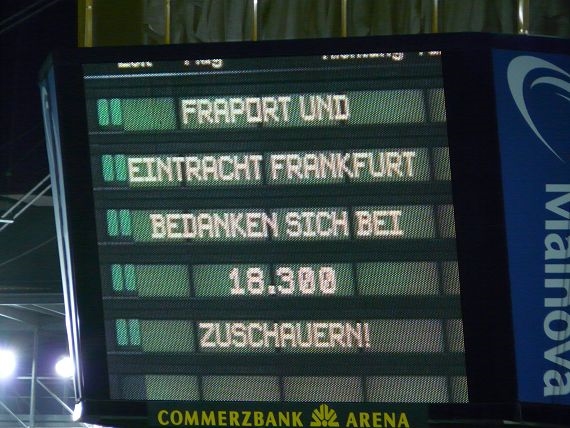 FRAPORT UND
EINTRACHT FRANKFURT
BEDANKEN SICH BEI
18.300
ZUSCHAUERN!
COMMERZBANK ARENA
Mainova